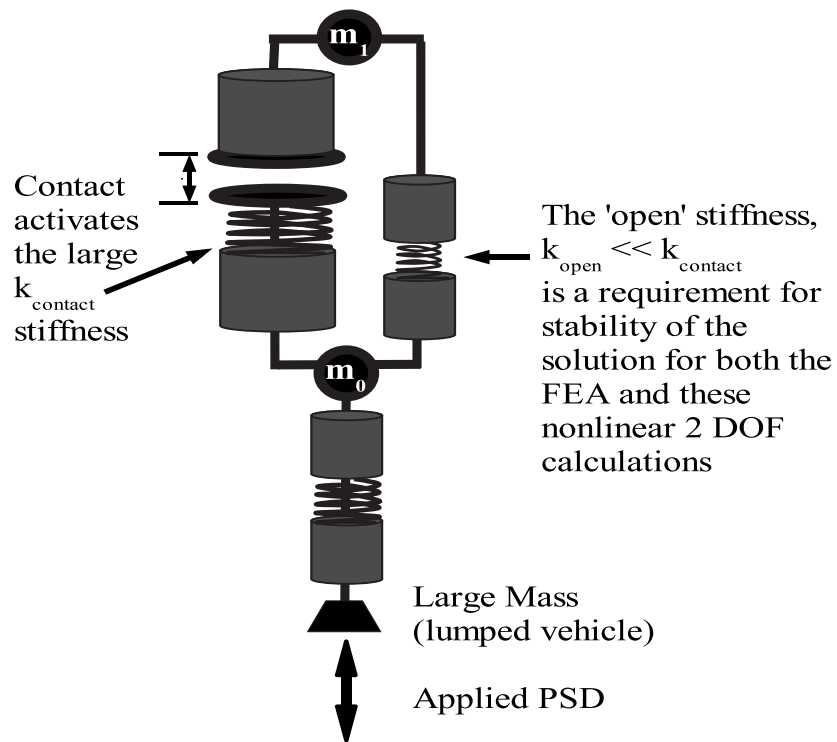 m1
Contact
activates
the large
kcontact
stiffness
The 'open' stiffness,
kopen << kcontact
is a requirement for
stability of the
solution for both the
FEA and these
nonlinear 2 DOF
calculations
m0
Large Mass
(lumped vehicle)
Applied PSD